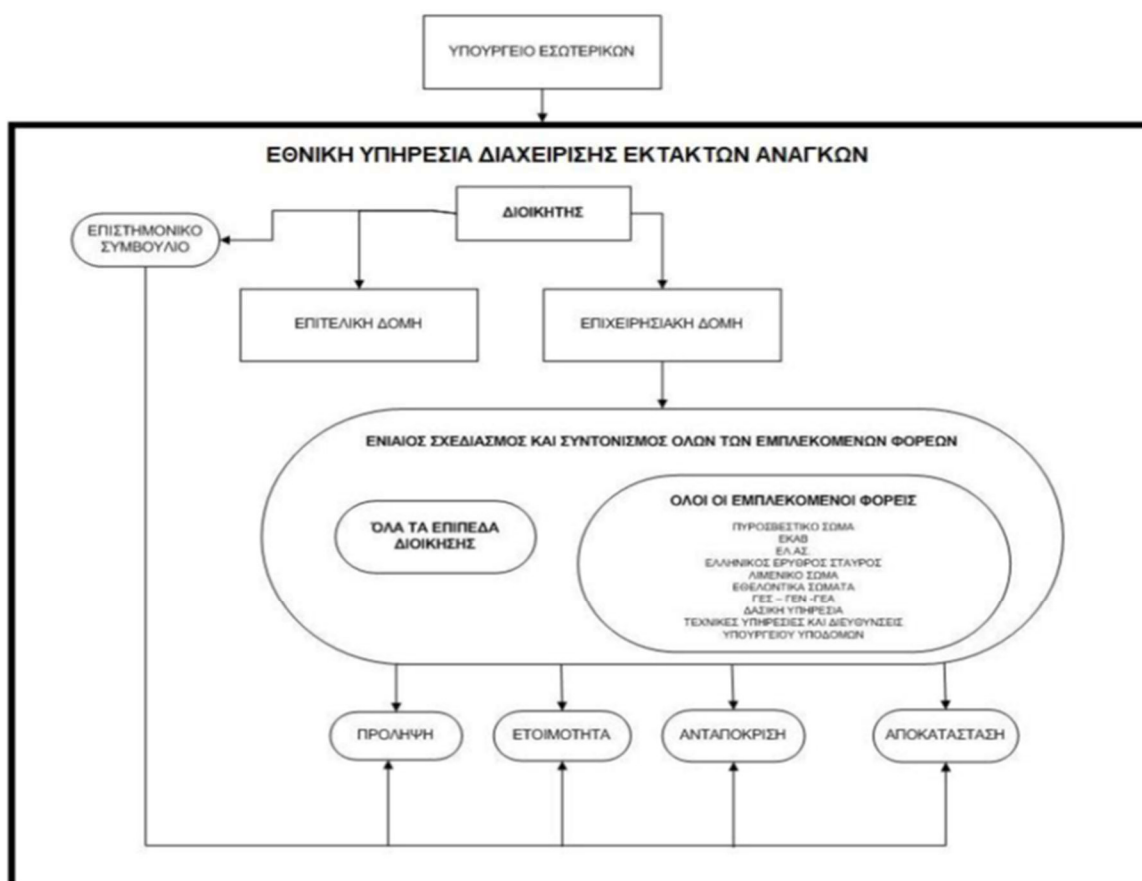 ΥΠΟΥΡΓΕΙΟ ΕΣΩΤΕΡΙΚΩΝ
ΕΘΝΙΚΗ ΥΠΗΡΕΣΙΑ ΔΙΑΧΕΙΡΙΣΗΣ ΕΚΤΑΚΤΩΝ ΑΝΑΓΚΩΝ
ΔΙΟΙΚΗΤΗΣ
ΕΠΙΣΤΗΜΟΝΙΚΟ
ΣΥΜΒΟΥΛΙΟ
ΕΠΙΤΕΛΙΚΗ ΔΟΜΗ
ΕΠΙΧΕΙΡΗΣΙΑΚΗ ΔΟΜΗ
ΕΝΙΑΙΟΣ ΣΧΕΔΙΑΣΜΟΣ ΚΑΙ ΣΥΝΤΟΝΙΣΜΟΣ ΟΛΩΝ ΤΩΝ ΕΜΠΛΕΚΟΜΕΝΩΝ ΦΟΡΕΩΝ
ΌΛΑ ΤΑ ΕΠΙΠΕΔΑ
ΔΙΟΙΚΗΣΗΣ
ΟΛΟΙ ΟΙ ΕΜΠΛΕΚΟΜΕΝΟΙ ΦΟΡΕΙΣ
ΠΥΡΟΣΒΕΣΤΙΚΟ ΣΩΜΑ
ΕΚΑΒ
ΕΛ.ΑΣ.
ΕΛΛΗΝΙΚΟΣ ΕΡΥΘΡΟΣ ΣΤΑΥΡΟΣ
ΛΙΜΕΝΙΚΟ ΣΩΜΑ
ΕΘΕΛΟΝΤΙΚΑ ΣΩΜΑΤΑ
ΓΕΣ – ΓΕΝ -ΓΕΑ
ΔΑΣΙΚΗ ΥΠΗΡΕΣΙΑ
ΤΕΧΝΙΚΕΣ ΥΠΗΡΕΣΙΕΣ ΚΑΙ ΔΙΕΥΘΥΝΣΕΙΣ
ΥΠΟΥΡΓΕΙΟΥ ΥΠΟΔΟΜΩΝ
ΠΡΟΛΗΨΗ
ΕΤΟΙΜΟΤΗΤΑ
ΑΝΤΑΠΟΚΡΙΣΗ
ΑΠΟΚΑΤΑΣΤΑΣΗ